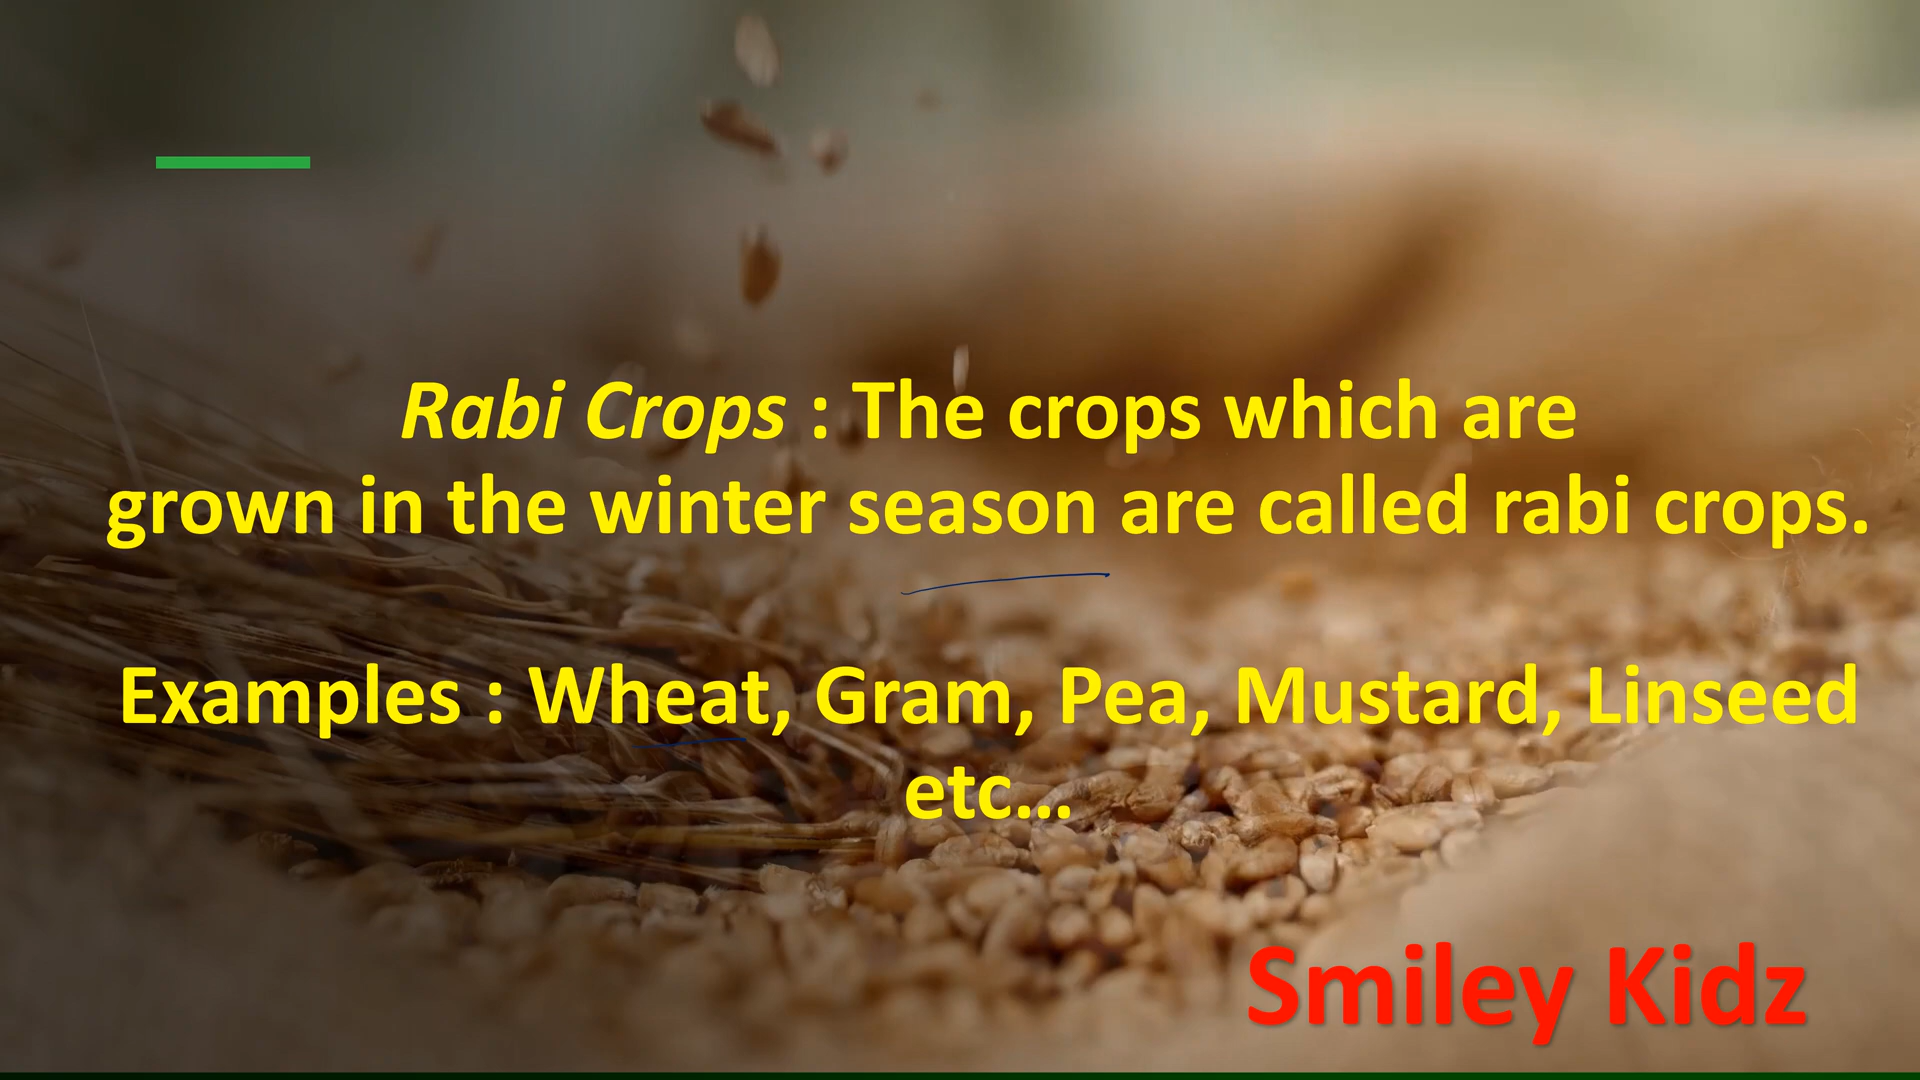 Rabi Crops : The crops which are
grown in the winter season are called rabi crops.
Examples : Wheat, Gram, Pea, Mustard, Linseed
etc...
Smiley Kidz